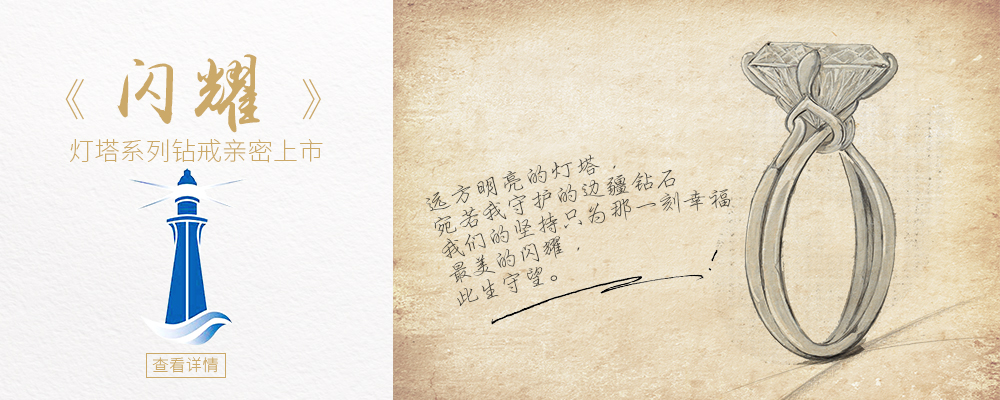 《闪耀》
灯塔系列钻戒亲密上市
查看详情
远方明亮的灯塔，
宛若我守护的边疆钻石
我们的坚持只为那一刻幸福
最美的闪耀，
此生守望。
！